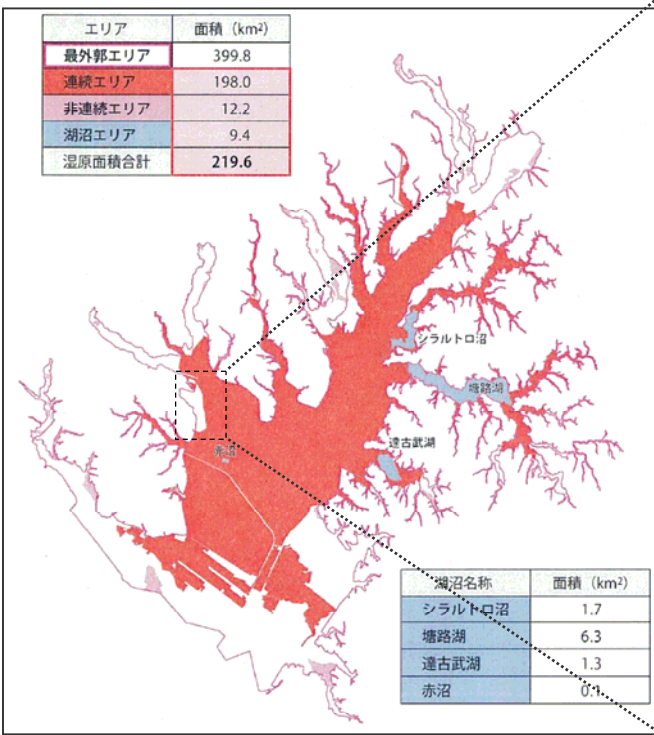 エリア 面積（km²）
最外郭エリア 399.8
連続エリア 198.0
非連続エリア 12.2
湖沼エリア 9.4
湿原面積合計 219.6
シラルトロ沼
塘路湖
達古武湖
赤沼
湖沼名称 面積（km²）
シラルトロ沼 1.7
塘路湖 6.3
達古武湖 1.3
赤沼 0.1